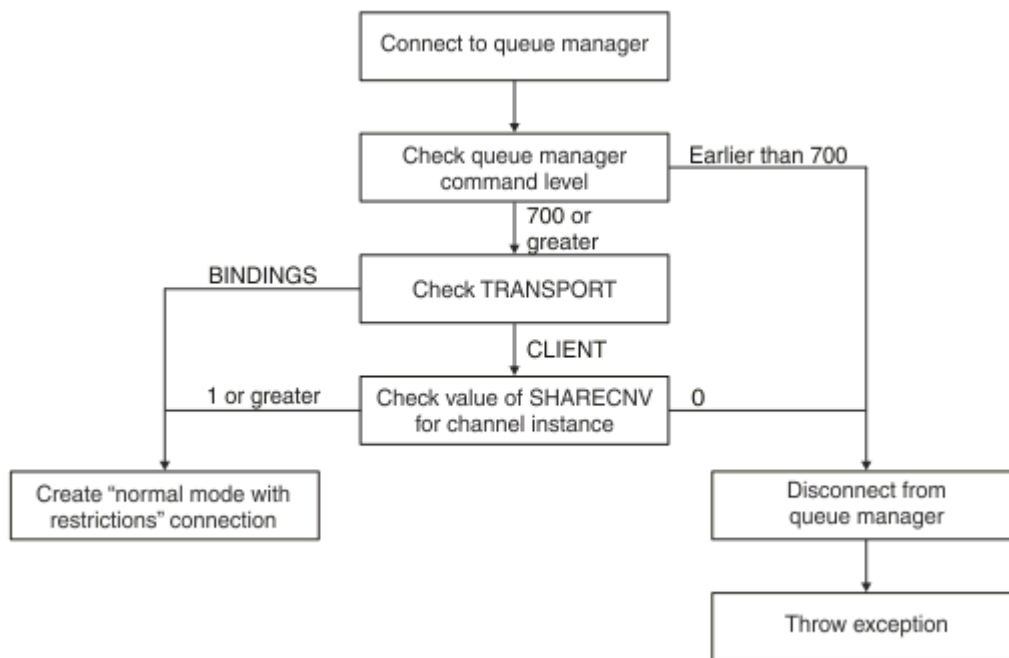 Connect to queue manager
Check queue manager
command level
Earlier than 700
700 or
greater
BINDINGS
Check TRANSPORT
CLIENT
1 or greater
Check value of SHARECNV
for channel instance
0
Create “normal mode with
restrictions” connection
Disconnect from
queue manager
Throw exception